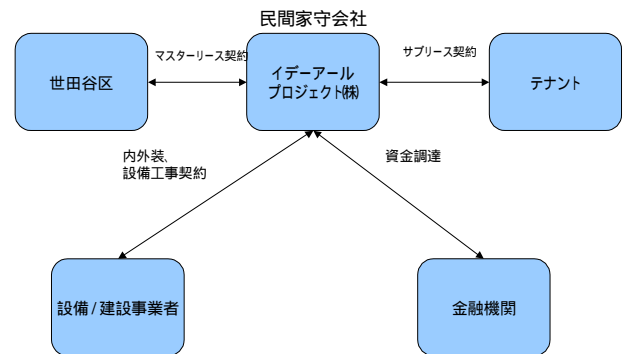 民間家守会社
世田谷区
マスターリース契約
イデーアール
プロジェクト㈱
サブリース契約
テナント
内外装、
設備工事契約
資金調達
設備/建設事業者
金融機関